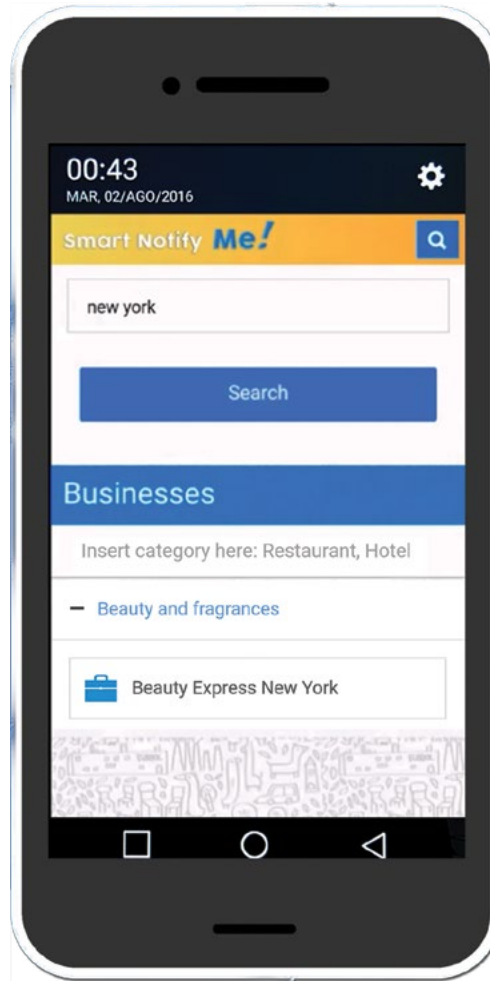 00:43
MAR, 02/AGO/2016
Smart Notify Me!
new york
Search
Businesses
Insert category here: Restaurant, Hotel
Beauty and fragrances
Beauty Express New York